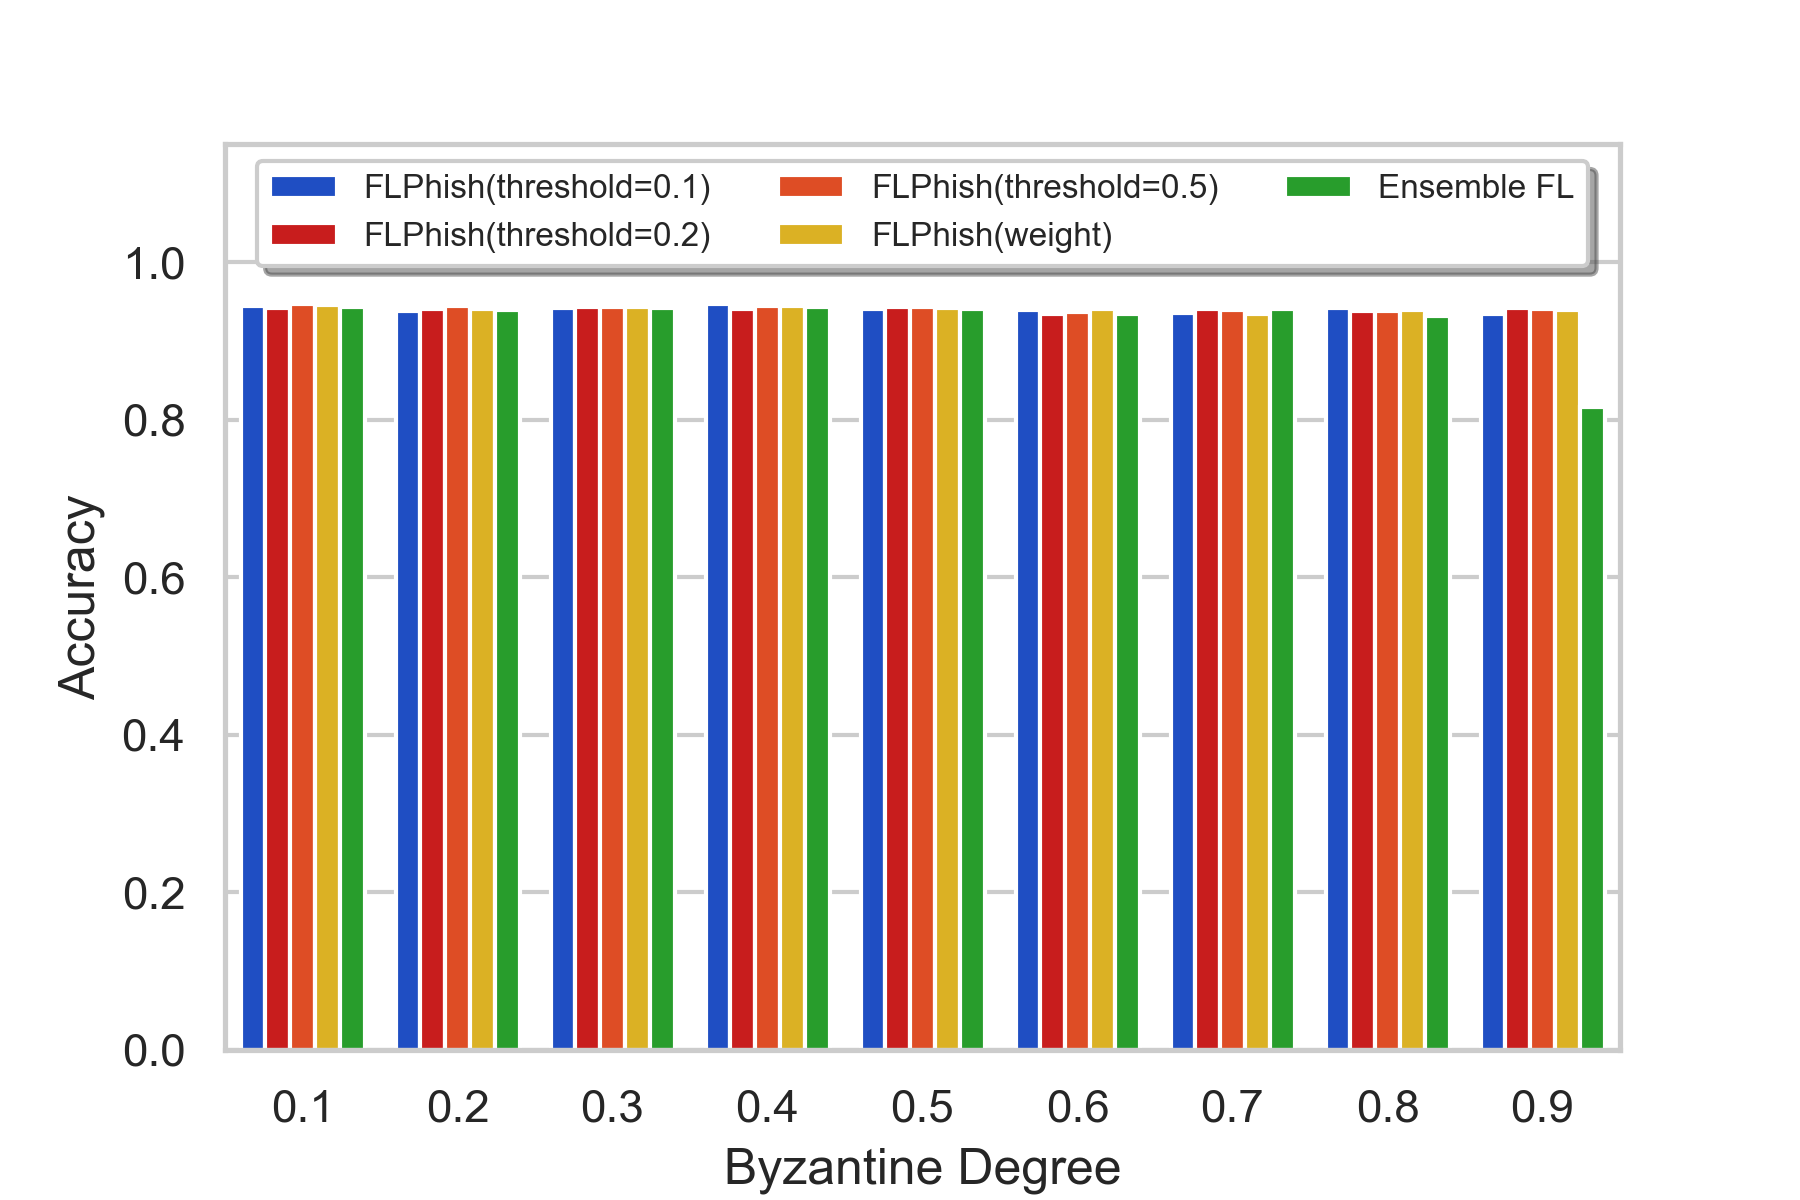 FLPhish(threshold=0.1) FLPhish(threshold=0.5) Ensemble FL
FLPhish(threshold=0.2) FLPhish(weight)
1.0
0.8
0.6
0.4
0.2
0.0
Accuracy
0.1 0.2 0.3 0.4 0.5 0.6 0.7 0.8 0.9
Byzantine Degree